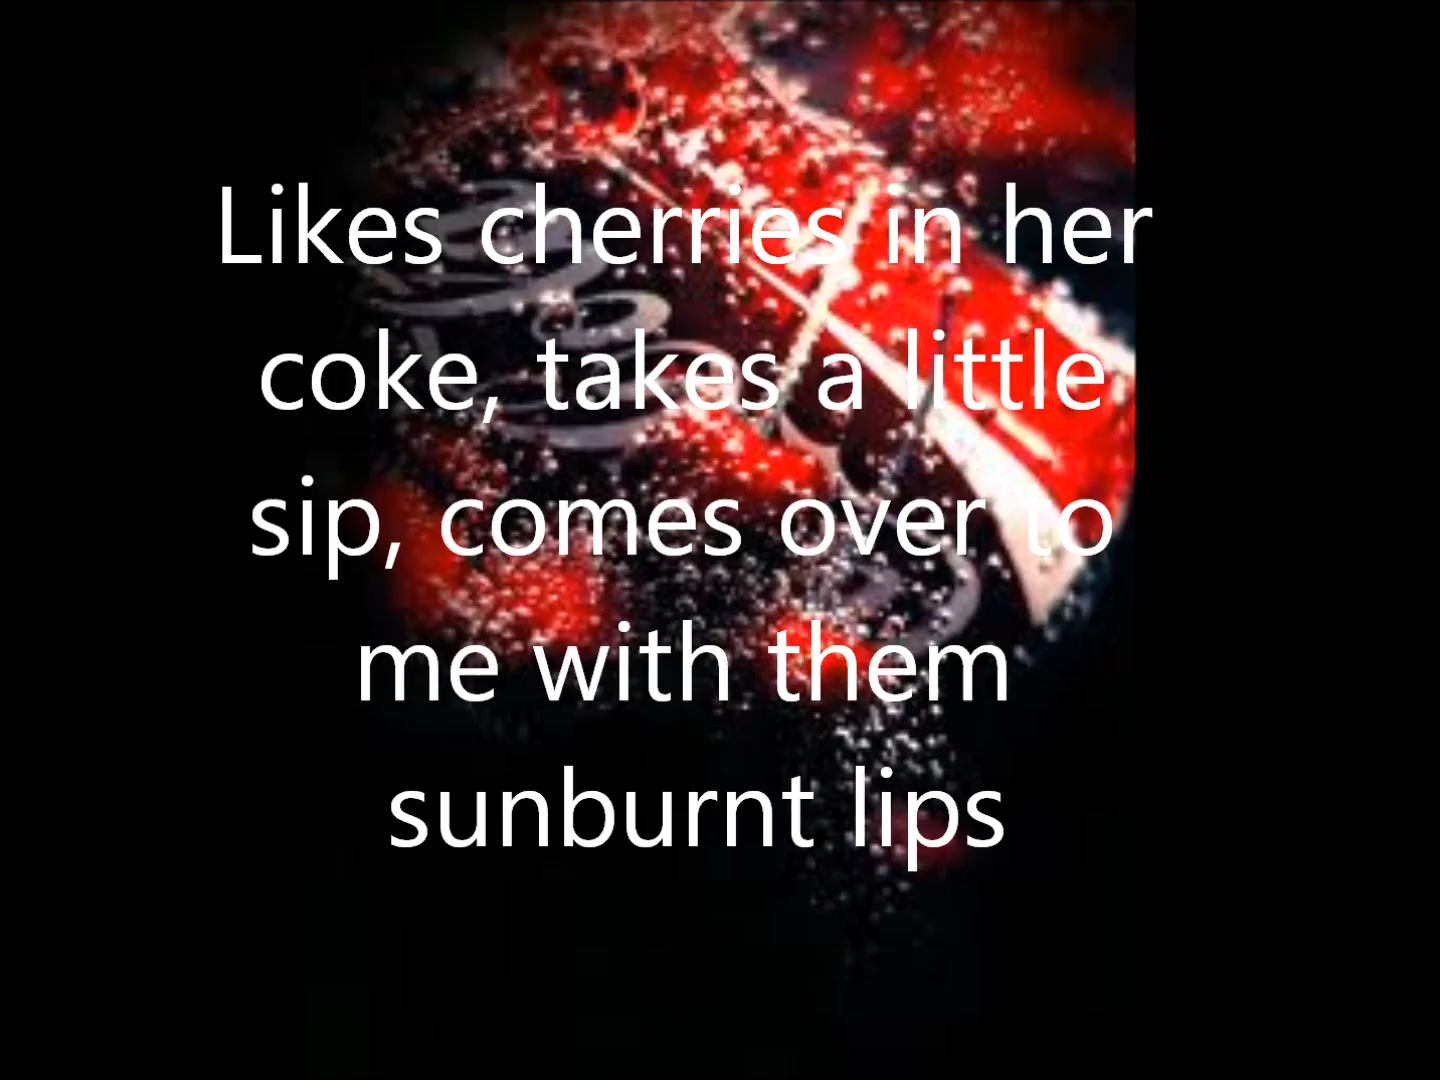 Likes cherries in her
coke, takes a little
sip, comes over to
me with them
sunburnt lips